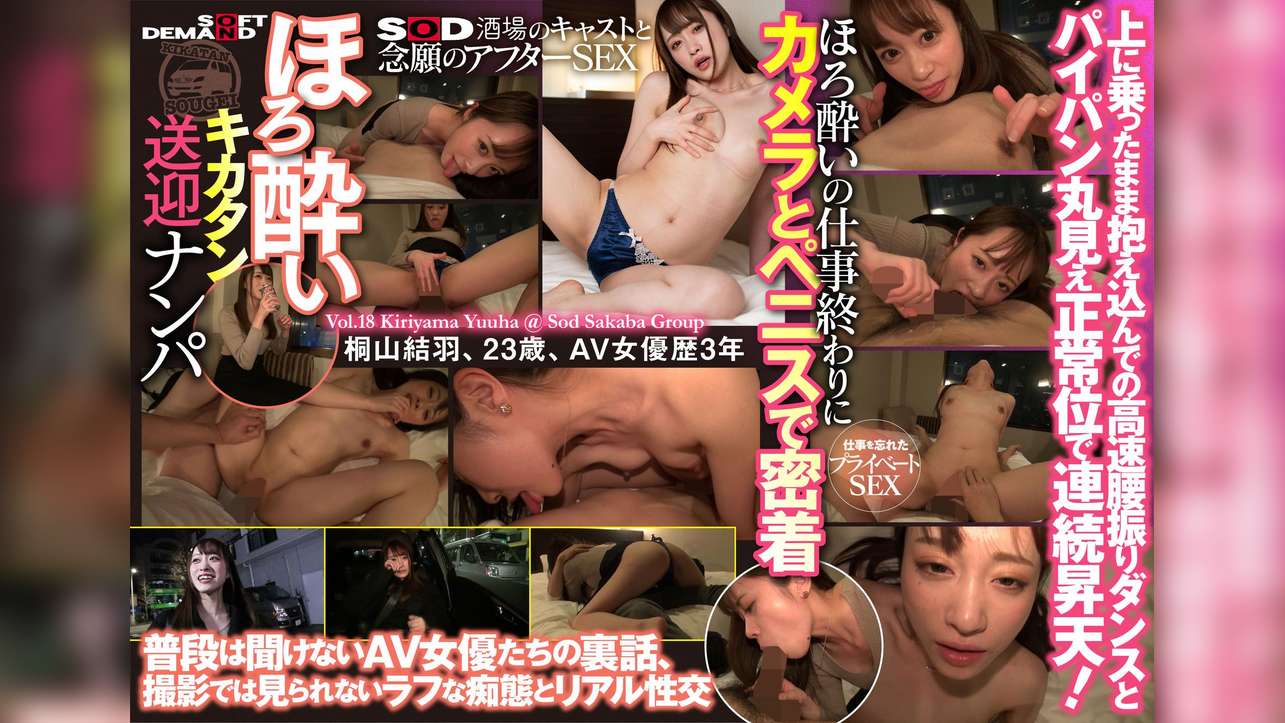 SOFT
ON
DEMAND
KIKATAN
SOUGEI
ほろ酔い
キカタン
送迎
ナンパ
SOD酒場のキャストと
念願のアフターSEX
Vol.18 Kiriyama Yuuha @ Sod Sakaba Group
桐山結羽、23歳、AV女優歴3年
ほろ酔いの仕事終わりに
カメラとペニスで密着
上に乗ったまま抱え込んでの高速腰振りダンスと
パイパン丸見え正常位で連続昇天!
仕事を忘れた
プライベート
SEX
普段は聞けないAV女優たちの裏話、
撮影では見られないラフな痴態とリアル性交